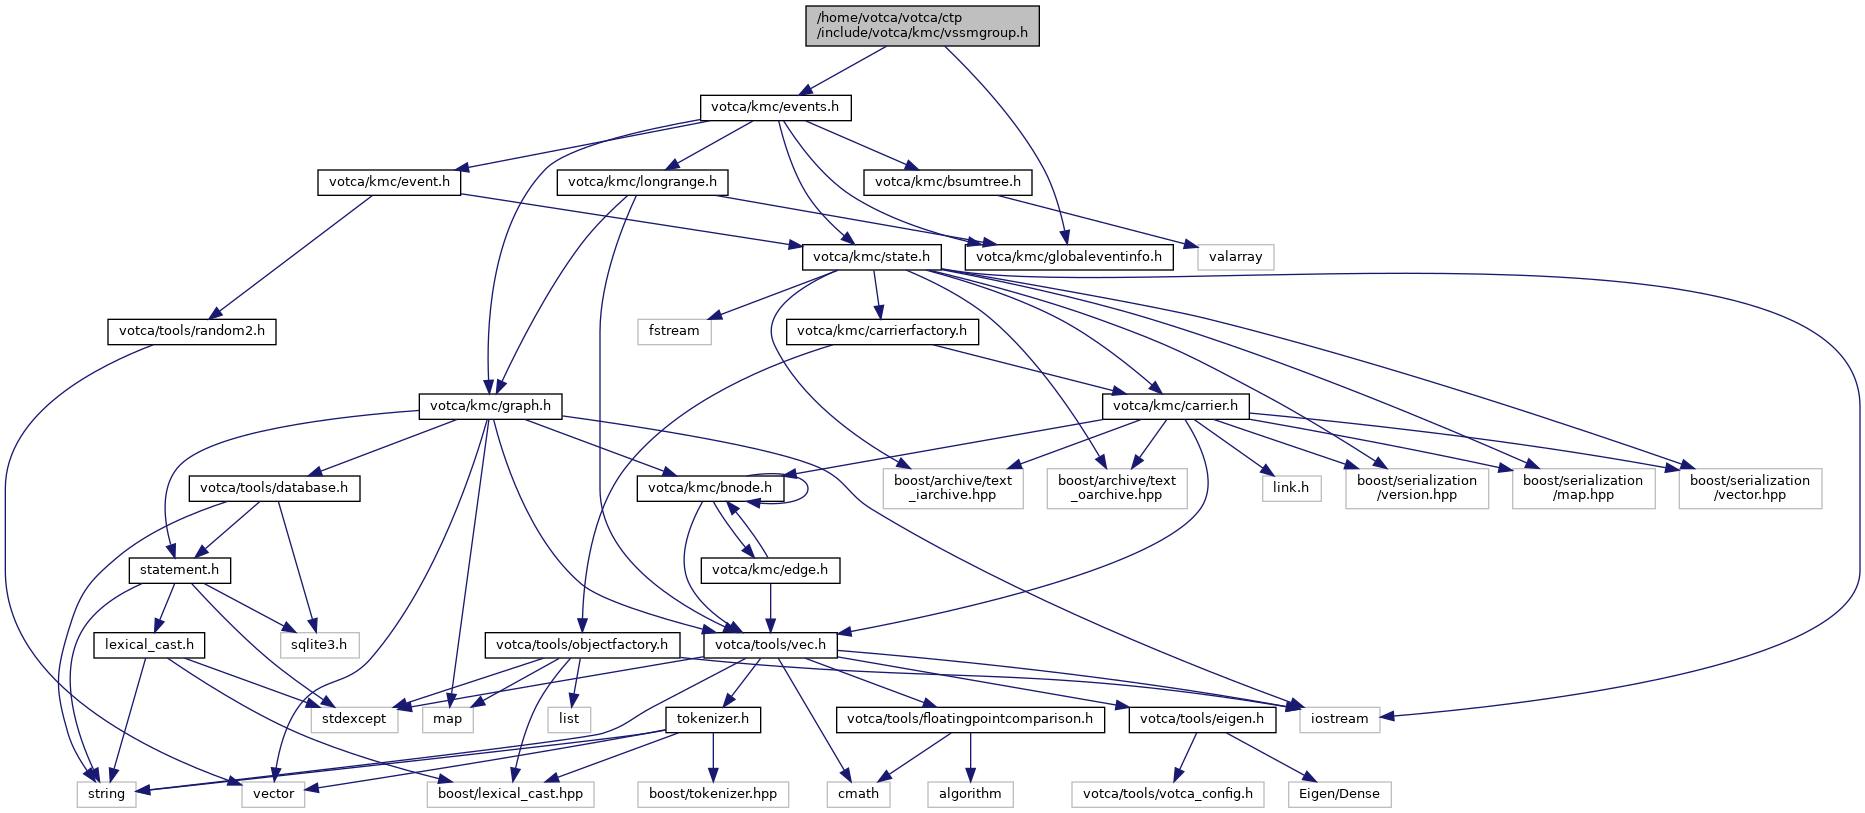 /home/votca/votca/ctp
/include/votca/kmc/vssmgroup.h
votca/kmc/events.h
votca/kmc/event.h
votca/kmc/longrange.h
votca/kmc/bsumtree.h
votca/kmc/state.h
votca/kmc/globaleventinfo.h
valarray
votca/tools/random2.h
fstream
votca/kmc/carrierfactory.h
votca/kmc/graph.h
votca/kmc/carrier.h
votca/tools/database.h
votca/kmc/bnode.h
boost/archive/text
_iarchive.hpp
boost/archive/text
_oarchive.hpp
link.h
boost/serialization
/version.hpp
boost/serialization
/map.hpp
boost/serialization
/vector.hpp
statement.h
votca/kmc/edge.h
lexical_cast.h
sqlite3.h
votca/tools/objectfactory.h
votca/tools/vec.h
stdexcept
map
list
tokenizer.h
votca/tools/floatingpointcomparison.h
votca/tools/eigen.h
iostream
string
vector
boost/lexical_cast.hpp
boost/tokenizer.hpp
cmath
algorithm
votca/tools/votca_config.h
Eigen/Dense